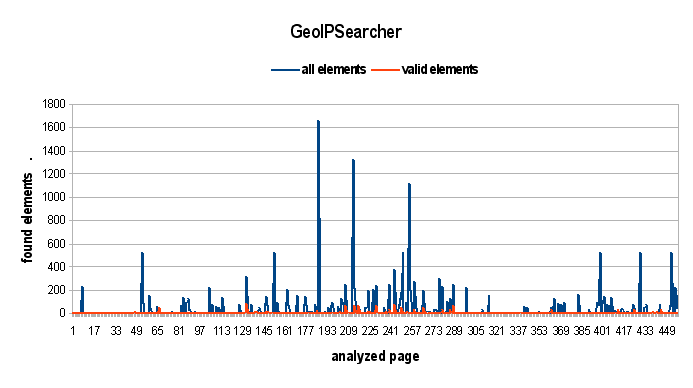 GeoIPSearcher
all elements valid elements
1800
1600
1400
1200
1000
800
600
400
200
0
found elements .
1 17 33 49 65 81 97 113 129 145 161 177 193 209 225 241 257 273 289 305 321 337 353 369 385 401 417 433 449
analyzed page